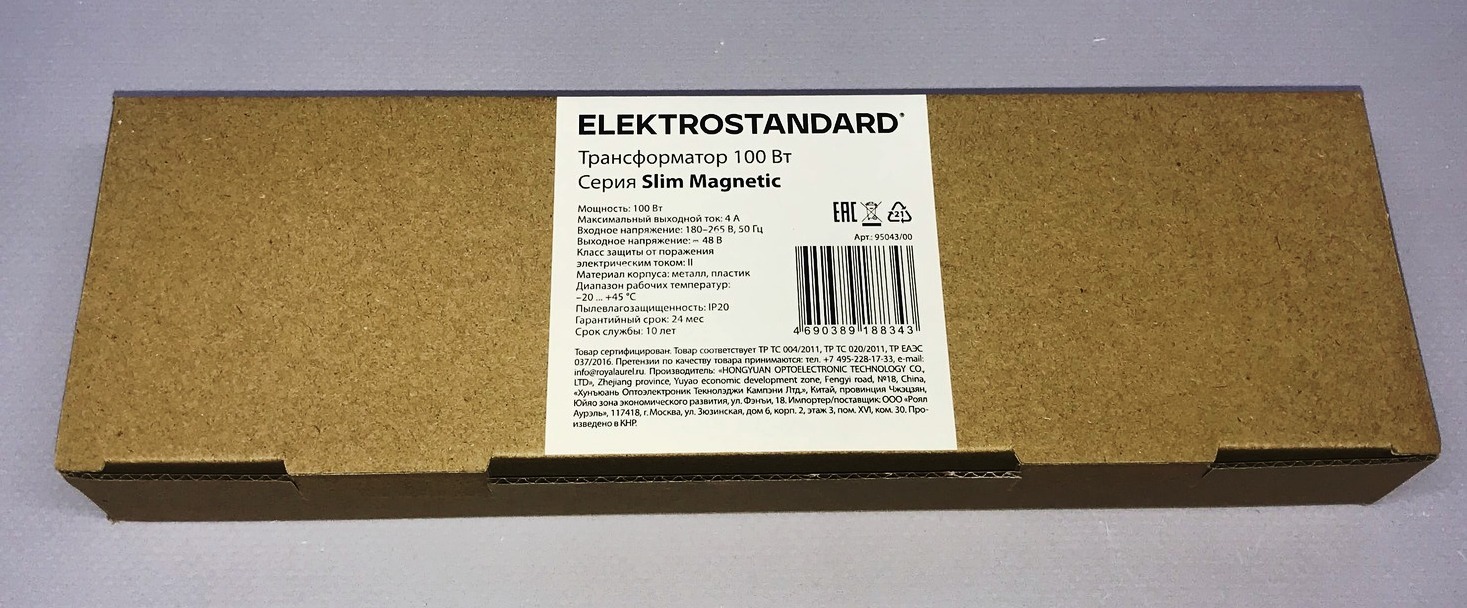 ELEKTROSTANDARD®
Трансформатор 100 Вт
Серия Slim Magnetic
Мощность: 100 Вт
Максимальный выходной ток: 4 А
Входное напряжение: 180–265 В, 50 Гц
Выходное напряжение: ⎓ 48 В
Класс защиты от поражения
электрическим током: II
Материал корпуса: металл, пластик
Диапазон рабочих температур:
–20 ... +45 °C
Пылевлагозащищенность: IP20
Гарантийный срок: 24 мес
Срок службы: 10 лет
EAC
21
Арт.: 95043/00
4 690389 188343
Товар сертифицирован. Товар соответствует ТР ТС 004/2011, ТР ТС 020/2011, ТР ЕАЭС
037/2016. Претензии по качеству товара принимаются: тел. +7 495-228-17-33, e-mail:
info@royalaurel.ru. Производитель: «HONGYUAN OPTOELECTRONIC TECHNOLOGY CO.,
LTD», Zhejiang province, Yuyao economic development zone, Fengyi road, №18, China,
«Хунъюань Оптоэлектроник Текнолэджи Кампэни Лтд.», Китай, провинция Чжэцзян,
Юйяо зона экономического развития, ул. Фэнъи, 18. Импортер/поставщик: ООО «Роял
Аурэль», 117418, г. Москва, ул. Зюзинская, дом 6, корп. 2, этаж 3, пом. XVI, ком. 30. Про-
изведено в КНР.